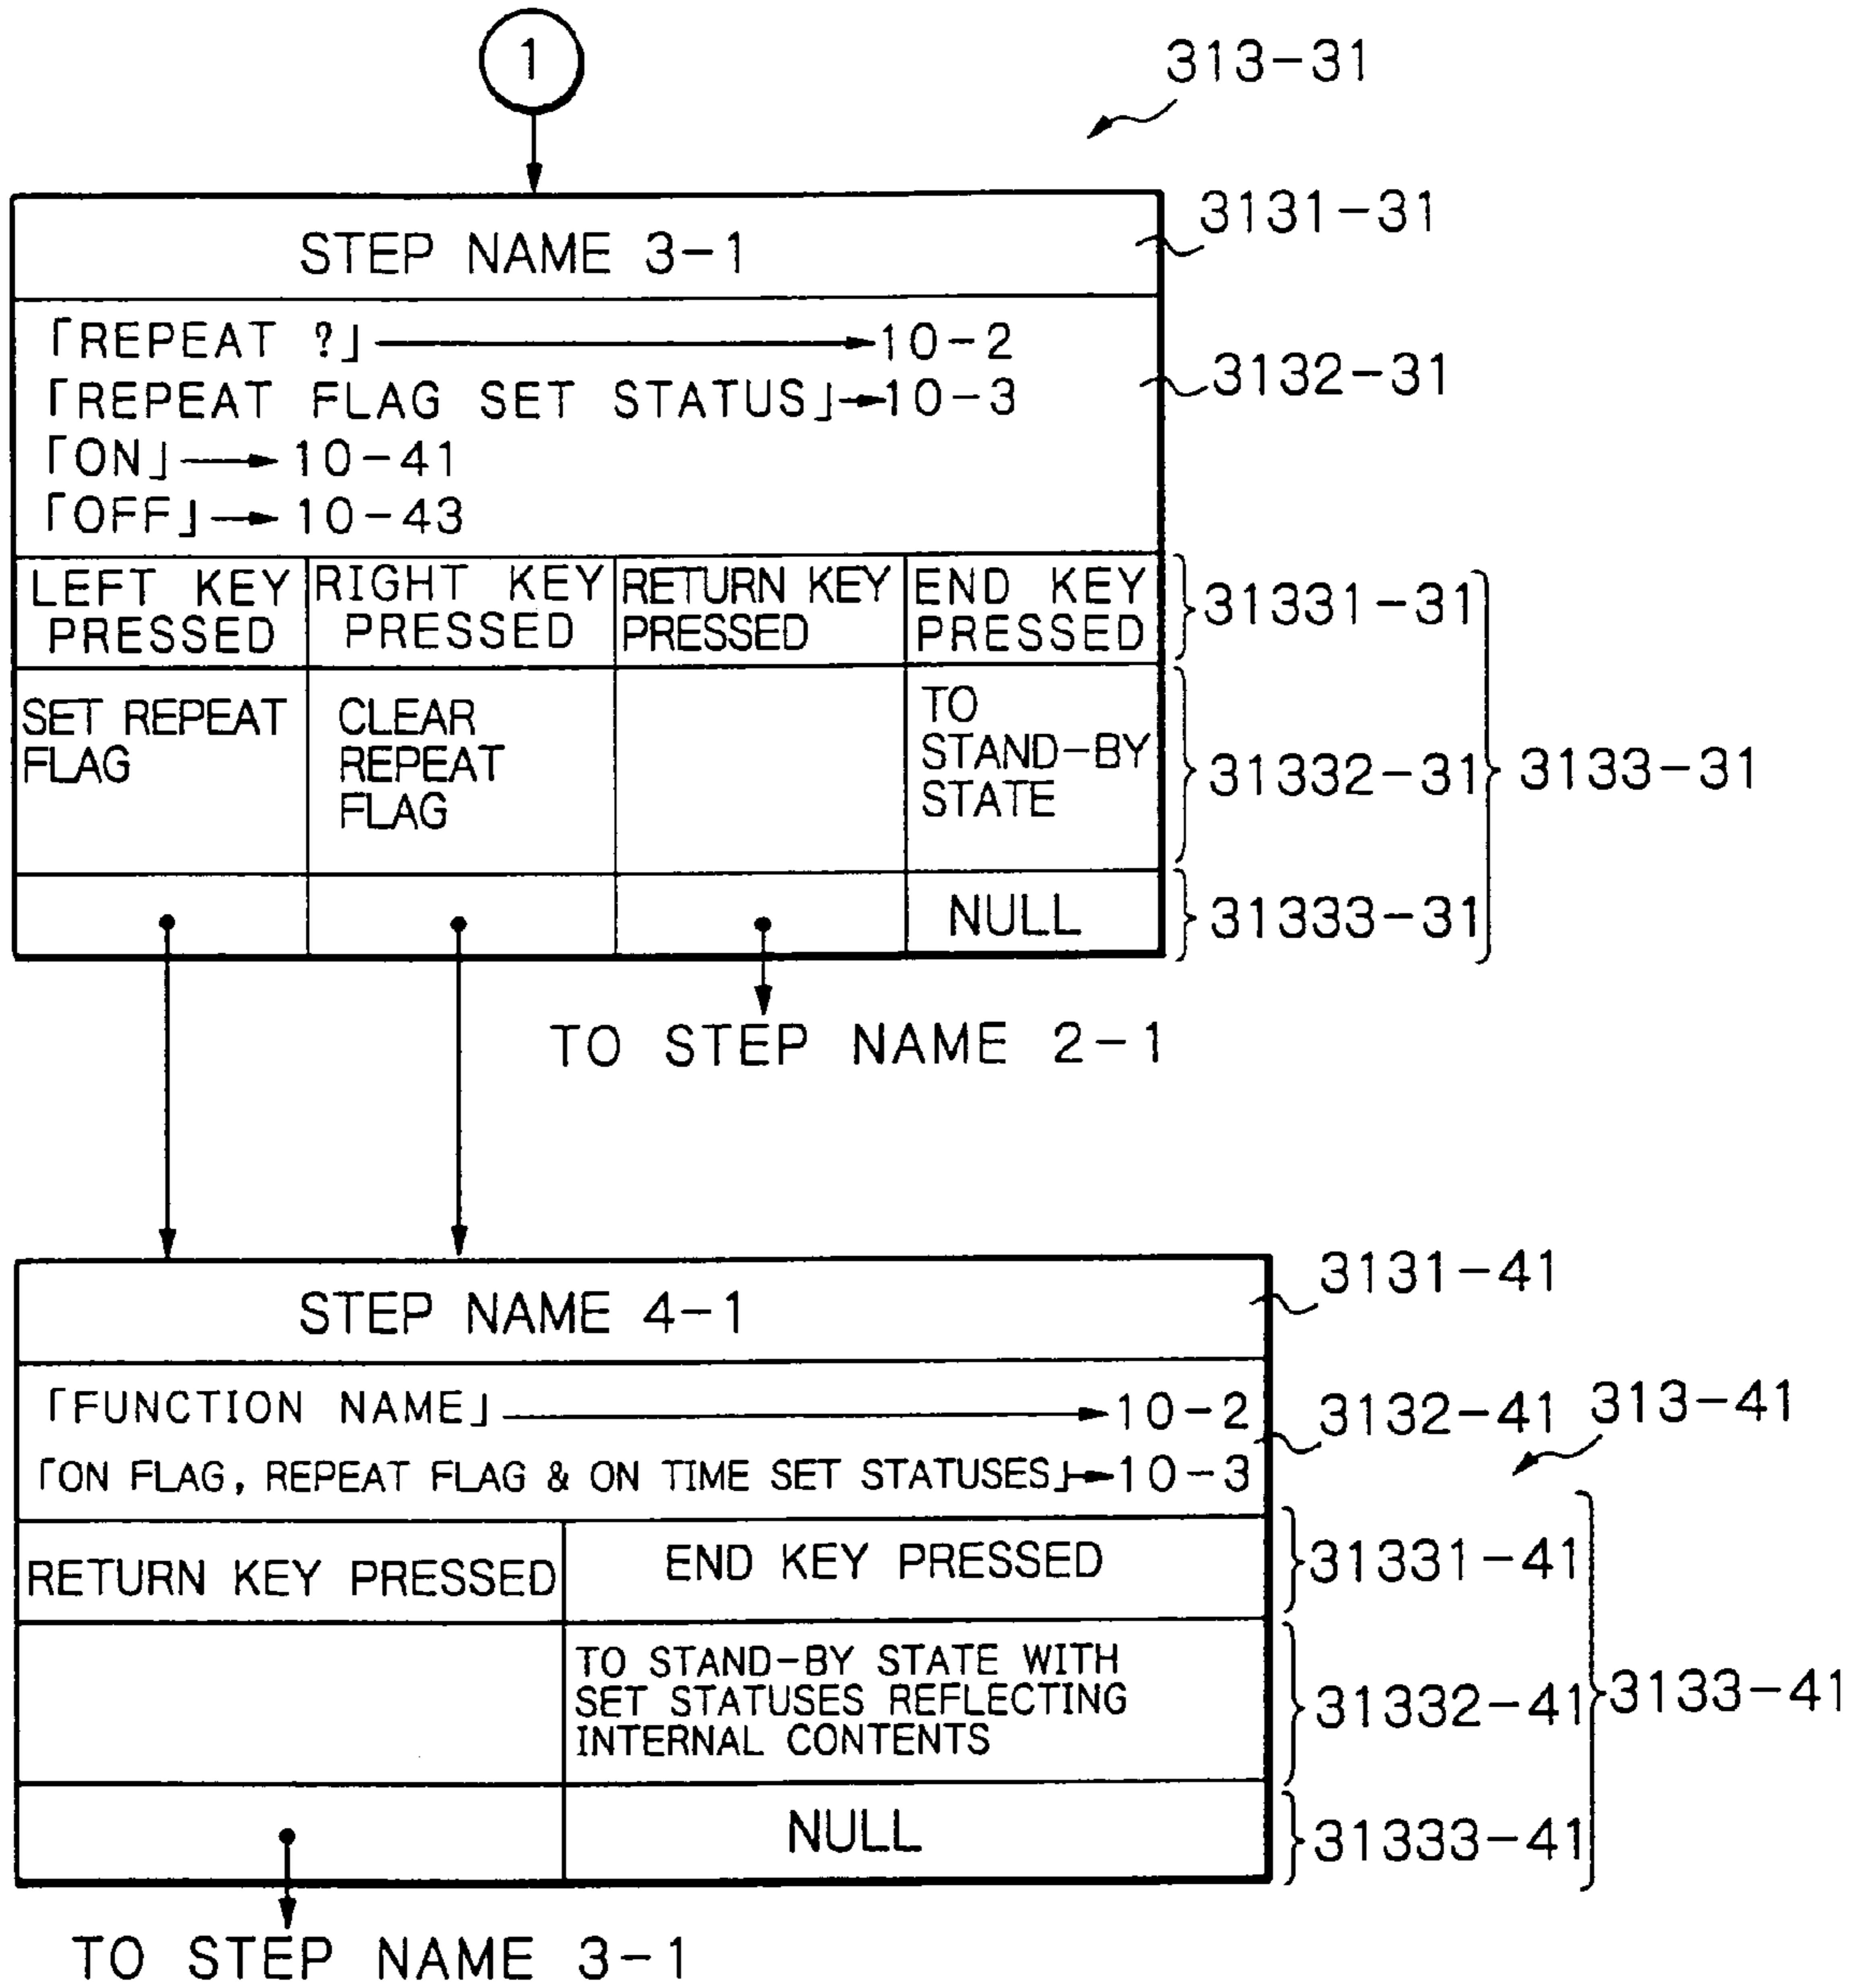 1
313-31
3131-31
STEP NAME 3-1
｢REPEAT ?｣→10-2
3132-31
｢REPEAT FLAG SET STATUS｣→10-3
｢ON｣→10-41
｢OFF｣→10-43
LEFT KEY
PRESSED
RIGHT KEY
PRESSED
RETURN KEY
PRESSED
END KEY
PRESSED
31331-31
SET REPEAT
FLAG
CLEAR
REPEAT
FLAG
TO
STAND-BY
STATE
31332-31
3133-31
NULL
31333-31
TO STEP NAME 2-1
3131-41
STEP NAME 4-1
｢FUNCTION NAME｣→10-2
3132-41
313-41
｢ON FLAG, REPEAT FLAG & ON TIME SET STATUSES｣→10-3
RETURN KEY PRESSED
END KEY PRESSED
31331-41
TO STAND-BY STATE WITH
SET STATUSES REFLECTING
INTERNAL CONTENTS
31332-41
3133-41
NULL
31333-41
TO STEP NAME 3-1